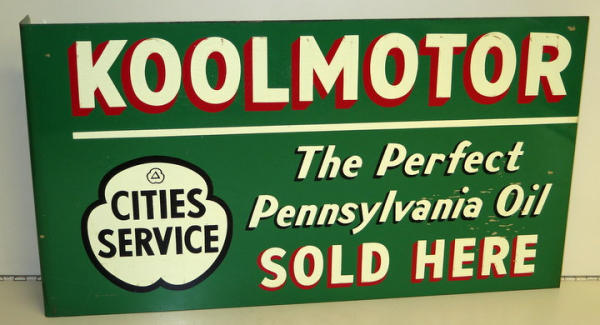 KOOLMOTOR
CITIES
SERVICE
The Perfect
Pennsylvania Oil
SOLD HERE